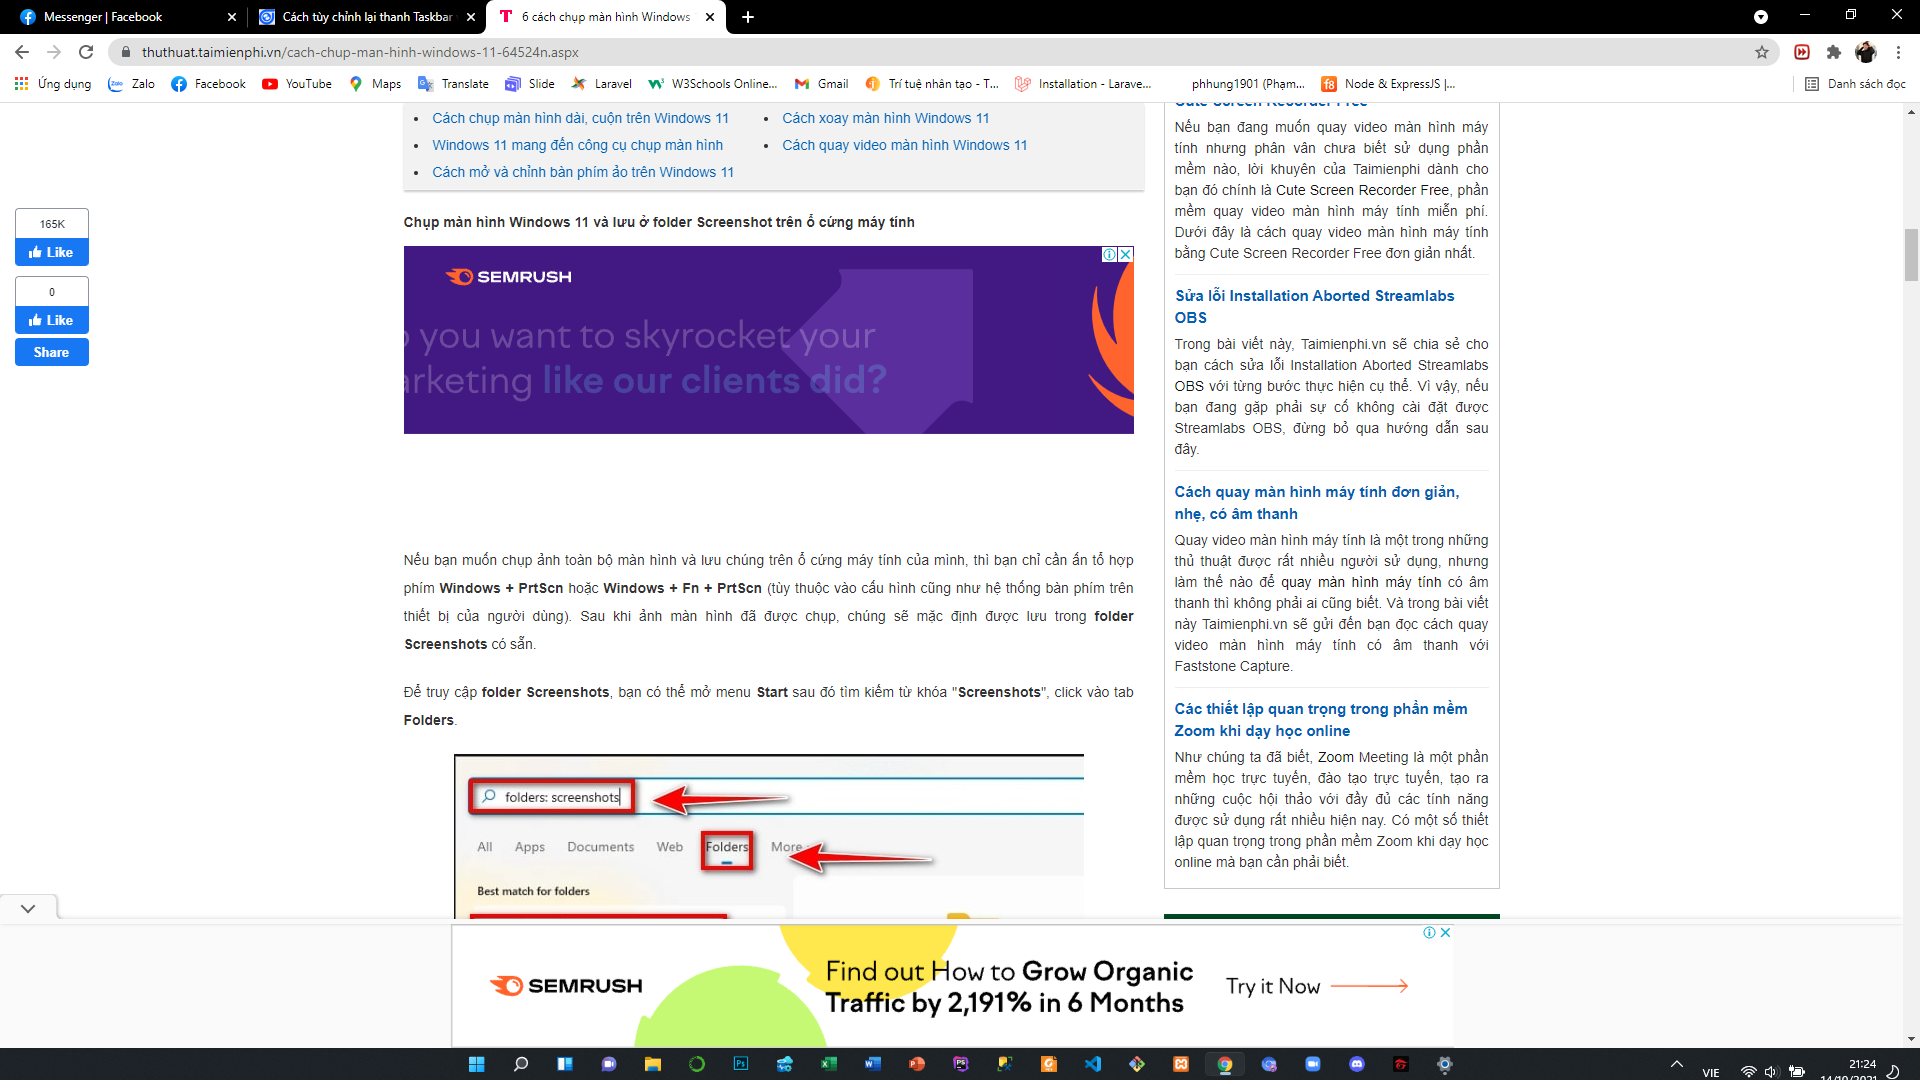 Messenger | Facebook
Cách tùy chỉnh lại thanh Taskbar
6 cách chụp màn hình Windows
thuthuat.taimienphi.vn/cach-chup-man-hinh-windows-11-64524n.aspx
Ứng dụng
Zalo
Facebook
YouTube
Maps
Translate
Slide
Laravel
W3Schools Online...
Gmail
Trí tuệ nhân tạo - T...
Installation - Larave...
phhung1901 (Phạm...
Node & ExpressJS |...
Danh sách đọc
Cách chụp màn hình dài, cuộn trên Windows 11
Cách xoay màn hình Windows 11
Windows 11 mang đến công cụ chụp màn hình
Cách quay video màn hình Windows 11
Cách mở và chỉnh bàn phím ảo trên Windows 11
165K
Like
0
Like
Share
Chụp màn hình Windows 11 và lưu ở folder Screenshot trên ổ cứng máy tính
SEMRUSH
you want to skyrocket your
arketing like our clients did?
Nếu bạn muốn chụp ảnh toàn bộ màn hình và lưu chúng trên ổ cứng máy tính của mình, thì bạn chỉ cần ấn tổ hợp
phím Windows + PrtScn hoặc Windows + Fn + PrtScn (tùy thuộc vào cấu hình cũng như hệ thống bàn phím trên
thiết bị của người dùng). Sau khi ảnh màn hình đã được chụp, chúng sẽ mặc định được lưu trong folder
Screenshots có sẵn.
Để truy cập folder Screenshots, bạn có thể mở menu Start sau đó tìm kiếm từ khóa "Screenshots", click vào tab
Folders.
folders: screenshots
All Apps Documents Web Folders More
Best match for folders
Cute Screen Recorder Free
Nếu bạn đang muốn quay video màn hình máy
tính nhưng phân vân chưa biết sử dụng phần
mềm nào, lời khuyên của Taimienphi dành cho
bạn đó chính là Cute Screen Recorder Free, phần
mềm quay video màn hình máy tính miễn phí.
Dưới đây là cách quay video màn hình máy tính
bằng Cute Screen Recorder Free đơn giản nhất.
Sửa lỗi Installation Aborted Streamlabs
OBS
Trong bài viết này, Taimienphi.vn sẽ chia sẻ cho
bạn cách sửa lỗi Installation Aborted Streamlabs
OBS với từng bước thực hiện cụ thể. Vì vậy, nếu
bạn đang gặp phải sự cố không cài đặt được
Streamlabs OBS, đừng bỏ qua hướng dẫn sau
đây.
Cách quay màn hình máy tính đơn giản,
nhẹ, có âm thanh
Quay video màn hình máy tính là một trong những
thủ thuật được rất nhiều người sử dụng, nhưng
làm thế nào để quay màn hình máy tính có âm
thanh thì không phải ai cũng biết. Và trong bài viết
này Taimienphi.vn sẽ gửi đến bạn đọc cách quay
video màn hình máy tính có âm thanh với
Faststone Capture.
Các thiết lập quan trọng trong phần mềm
Zoom khi dạy học online
Như chúng ta đã biết, Zoom Meeting là một phần
mềm học trực tuyến, đào tạo trực tuyến, tạo ra
những cuộc hội thảo với đầy đủ các tính năng
được sử dụng rất nhiều hiện nay. Có một số thiết
lập quan trọng trong phần mềm Zoom khi dạy học
online mà bạn cần phải biết.
SEMRUSH
Find out How to Grow Organic
Traffic by 2,191% in 6 Months
Try it Now
VIE
21:24
14/10/2021